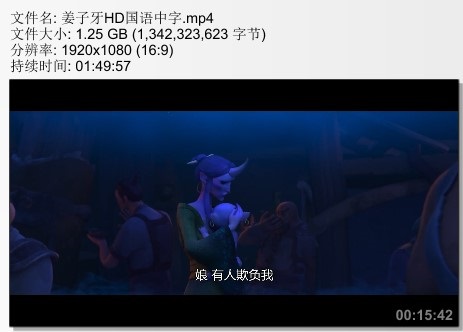 文件名: 姜子牙HD国语中字.mp4
文件大小: 1.25 GB (1,342,323,623 字节)
分辨率: 1920x1080 (16:9)
持续时间: 01:49:57
娘 有人欺负我
00:15:42